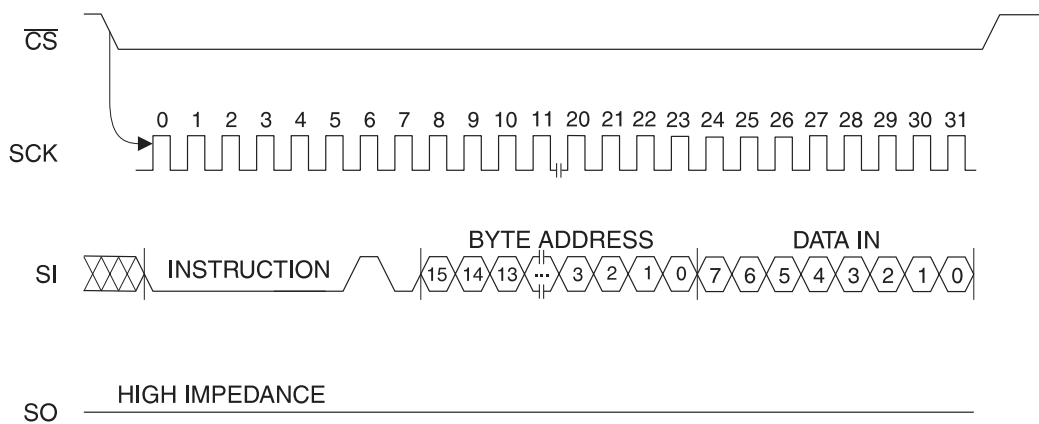 CS
0 1 2 3 4 5 6 7 8 9 10 11 20 21 22 23 24 25 26 27 28 29 30 31
SCK
BYTE ADDRESS DATA IN
SI INSTRUCTION 15 14 13 ... 3 2 1 0 7 6 5 4 3 2 1 0
HIGH IMPEDANCE
SO